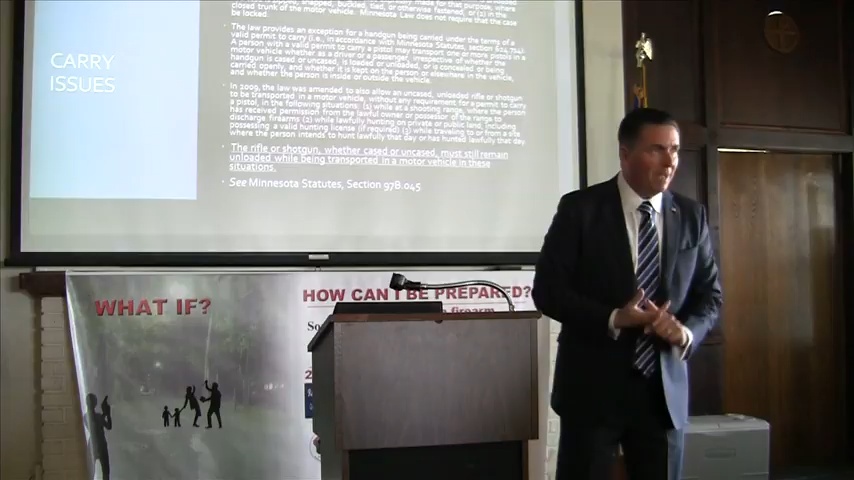 closed trunk of the motor vehicle. Minnesota Law does not require that the case
be locked.
The law provides an exception for a handgun being carried under the terms of a
valid permit to carry (i.e., in accordance with Minnesota Statutes, section 624.714).
A person with a valid permit to carry a pistol may transport one or more pistols in a
motor vehicle whether as a driver or a passenger, irrespective of whether the
handgun is cased or uncased, is loaded or unloaded, or is concealed or being
carried openly, and whether it is kept on the person or elsewhere in the vehicle,
and whether the person is inside or outside the vehicle.
CARRY
ISSUES
In 2009, the law was amended to also allow an uncased, unloaded rifle or shotgun
to be transported in a motor vehicle, without any requirement for a permit to carry
a pistol, in the following situations: (1) while at a shooting range, where the person
has received permission from the lawful owner or possessor of the range to
discharge firearms (2) while lawfully hunting on private or public land, including
possessing a valid hunting license (if required) (3) while traveling to or from a site
where the person intends to hunt lawfully that day or has hunted lawfully that day
The rifle or shotgun, whether cased or uncased, must still remain
unloaded while being transported in a motor vehicle in these
situations.
See Minnesota Statutes, Section 97B.045
WHAT IF?
HOW CAN I BE PREPARED?
firearm